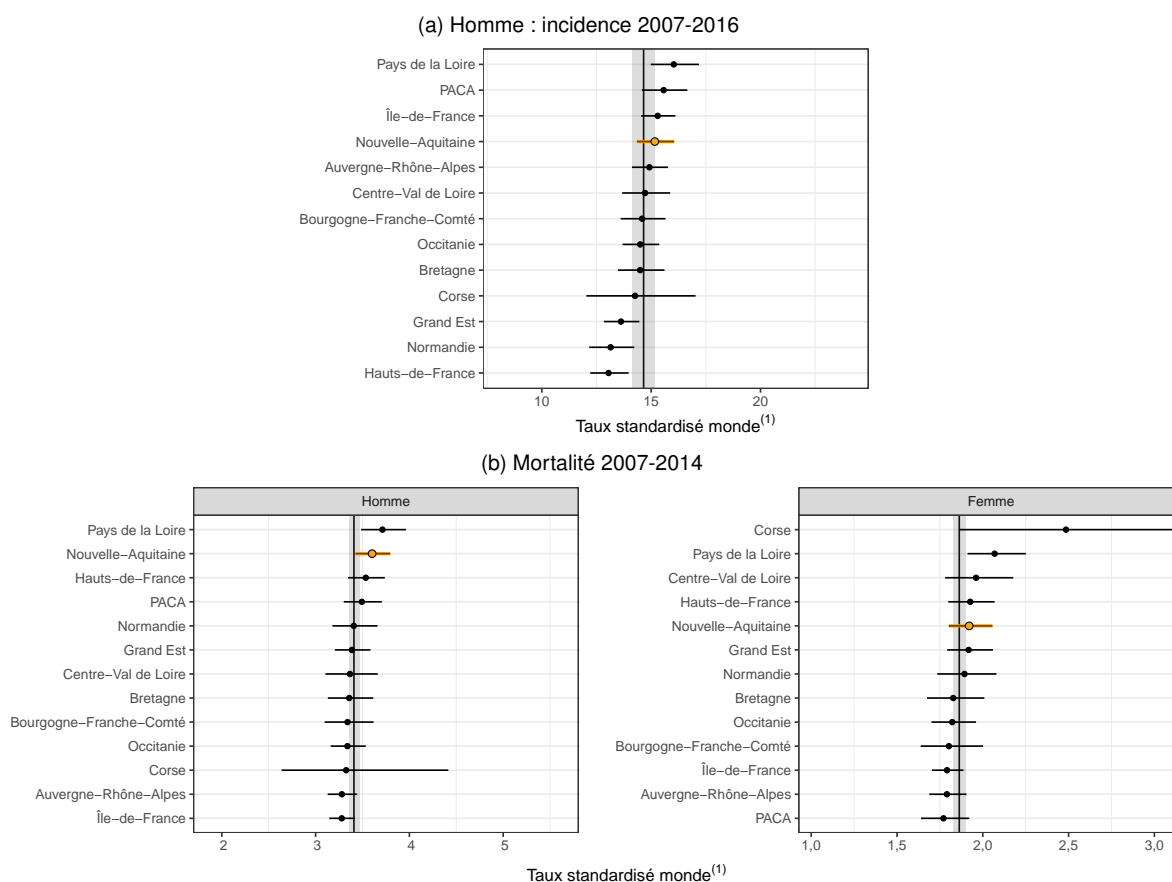 (a) Homme : incidence 2007-2016
Pays de la Loire
PACA
Île−de−France
Nouvelle−Aquitaine
Auvergne−Rhône−Alpes
Centre−Val de Loire
Bourgogne−Franche−Comté
Occitanie
Bretagne
Corse
Grand Est
Normandie
Hauts−de−France
10 15 20
Taux standardisé monde(1)
(b) Mortalité 2007-2014
Homme
Pays de la Loire
Nouvelle−Aquitaine
Hauts−de−France
PACA
Normandie
Grand Est
Centre−Val de Loire
Bretagne
Bourgogne−Franche−Comté
Occitanie
Corse
Auvergne−Rhône−Alpes
Île−de−France
2 3 4 5
Femme
Corse
Pays de la Loire
Centre−Val de Loire
Hauts−de−France
Nouvelle−Aquitaine
Grand Est
Normandie
Bretagne
Occitanie
Bourgogne−Franche−Comté
Île−de−France
Auvergne−Rhône−Alpes
PACA
1,0 1,5 2,0 2,5 3,0
Taux standardisé monde(1)